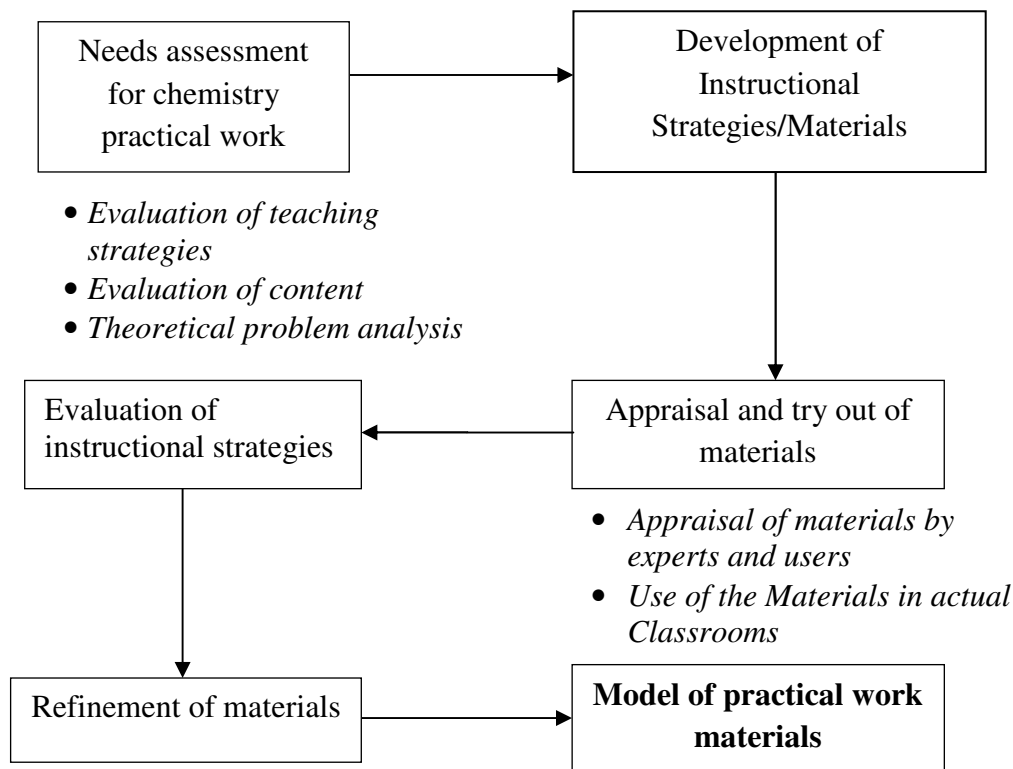 Needs assessment
for chemistry
practical work
Development of
Instructional
Strategies/Materials
• Evaluation of teaching
strategies
• Evaluation of content
• Theoretical problem analysis
Appraisal and try out of
materials
• Appraisal of materials by
experts and users
• Use of the Materials in actual
Classrooms
Evaluation of
instructional strategies
Refinement of materials
Model of practical work
materials